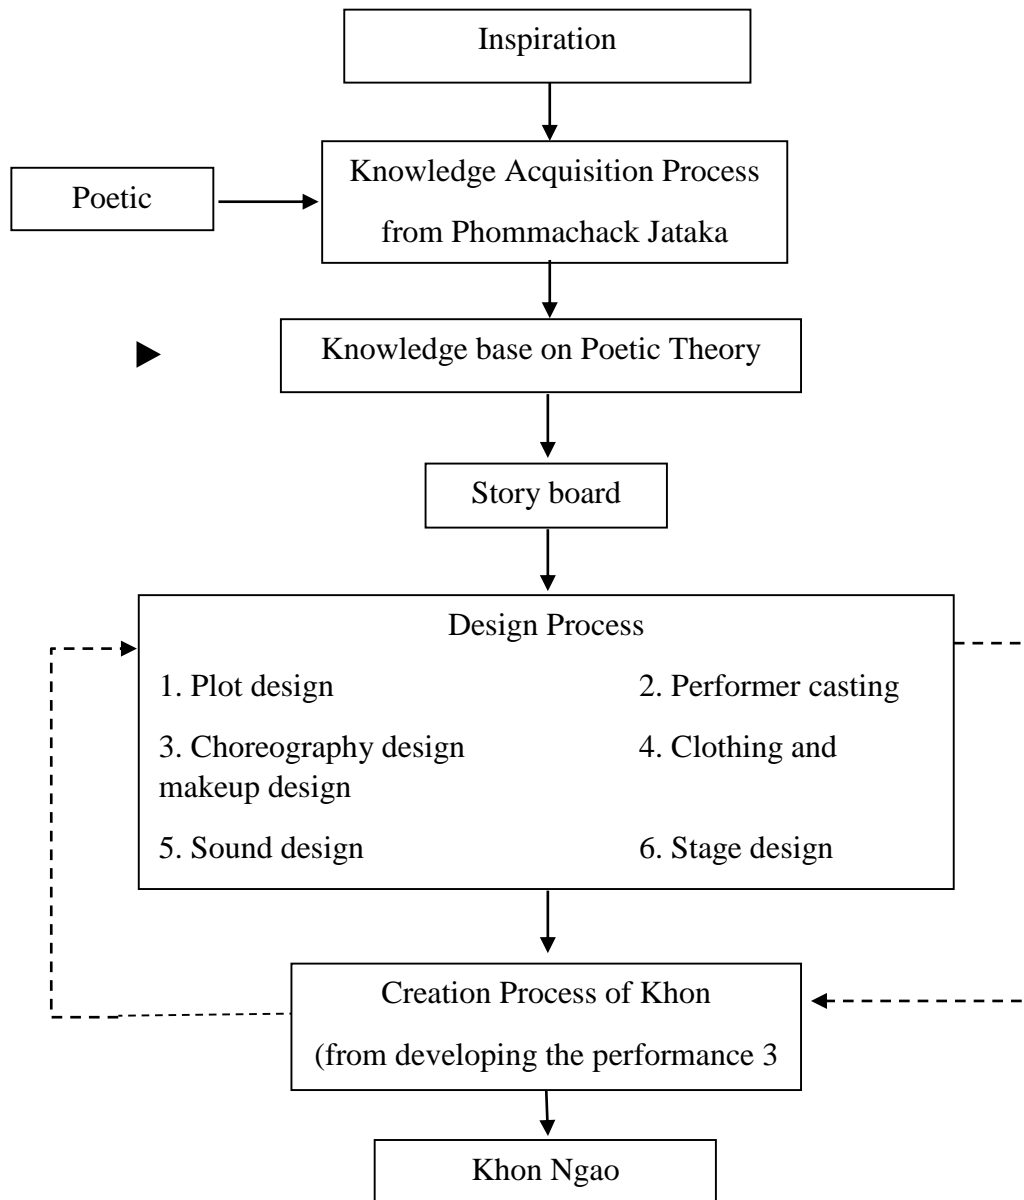 Inspiration
Knowledge Acquisition Process
from Phommachack Jataka
Poetic
Knowledge base on Poetic Theory
Story board
Design Process
1. Plot design 2. Performer casting
3. Choreography design 4. Clothing and
makeup design
5. Sound design 6. Stage design
Creation Process of Khon
(from developing the performance 3
Khon Ngao